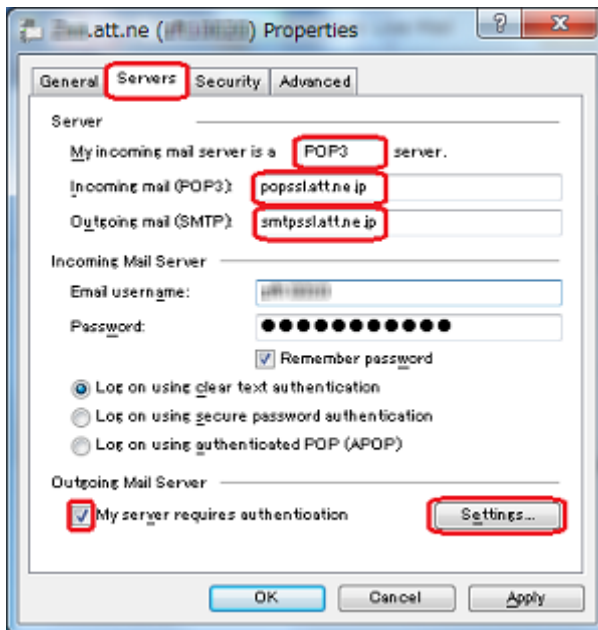 .att.ne ( ) Properties
General Servers Security Advanced
Server
My incoming mail server is a POP3 server.
Incoming mail (POP3): popssl.att.ne.jp
Outgoing mail (SMTP): smtpssl.att.ne.jp
Incoming Mail Server
Email username:
Password: ●●●●●●●●●●●
Remember password
Log on using clear text authentication
Log on using secure password authentication
Log on using authenticated POP (APOP)
Outgoing Mail Server
My server requires authentication Settings...
OK Cancel Apply